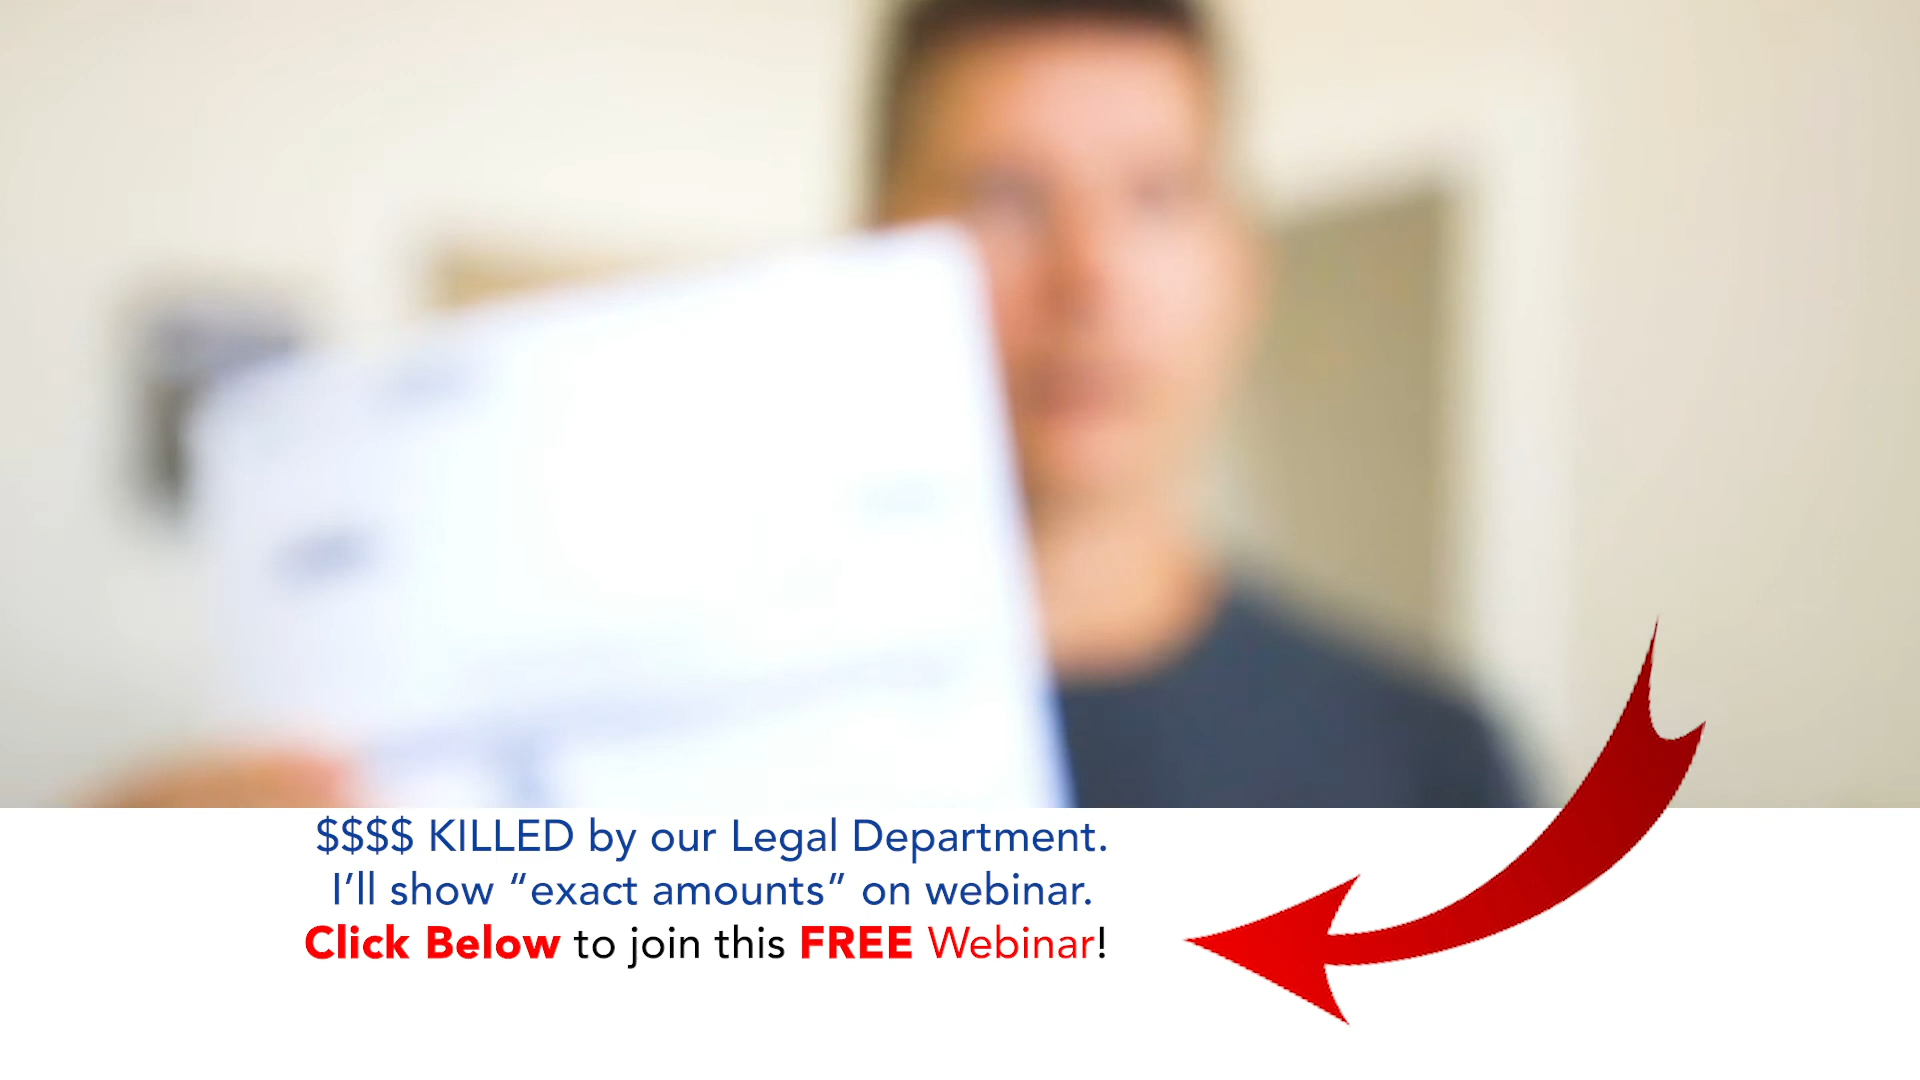 $$$$ KILLED by our Legal Department.
I’ll show “exact amounts” on webinar.
Click Below to join this FREE Webinar!